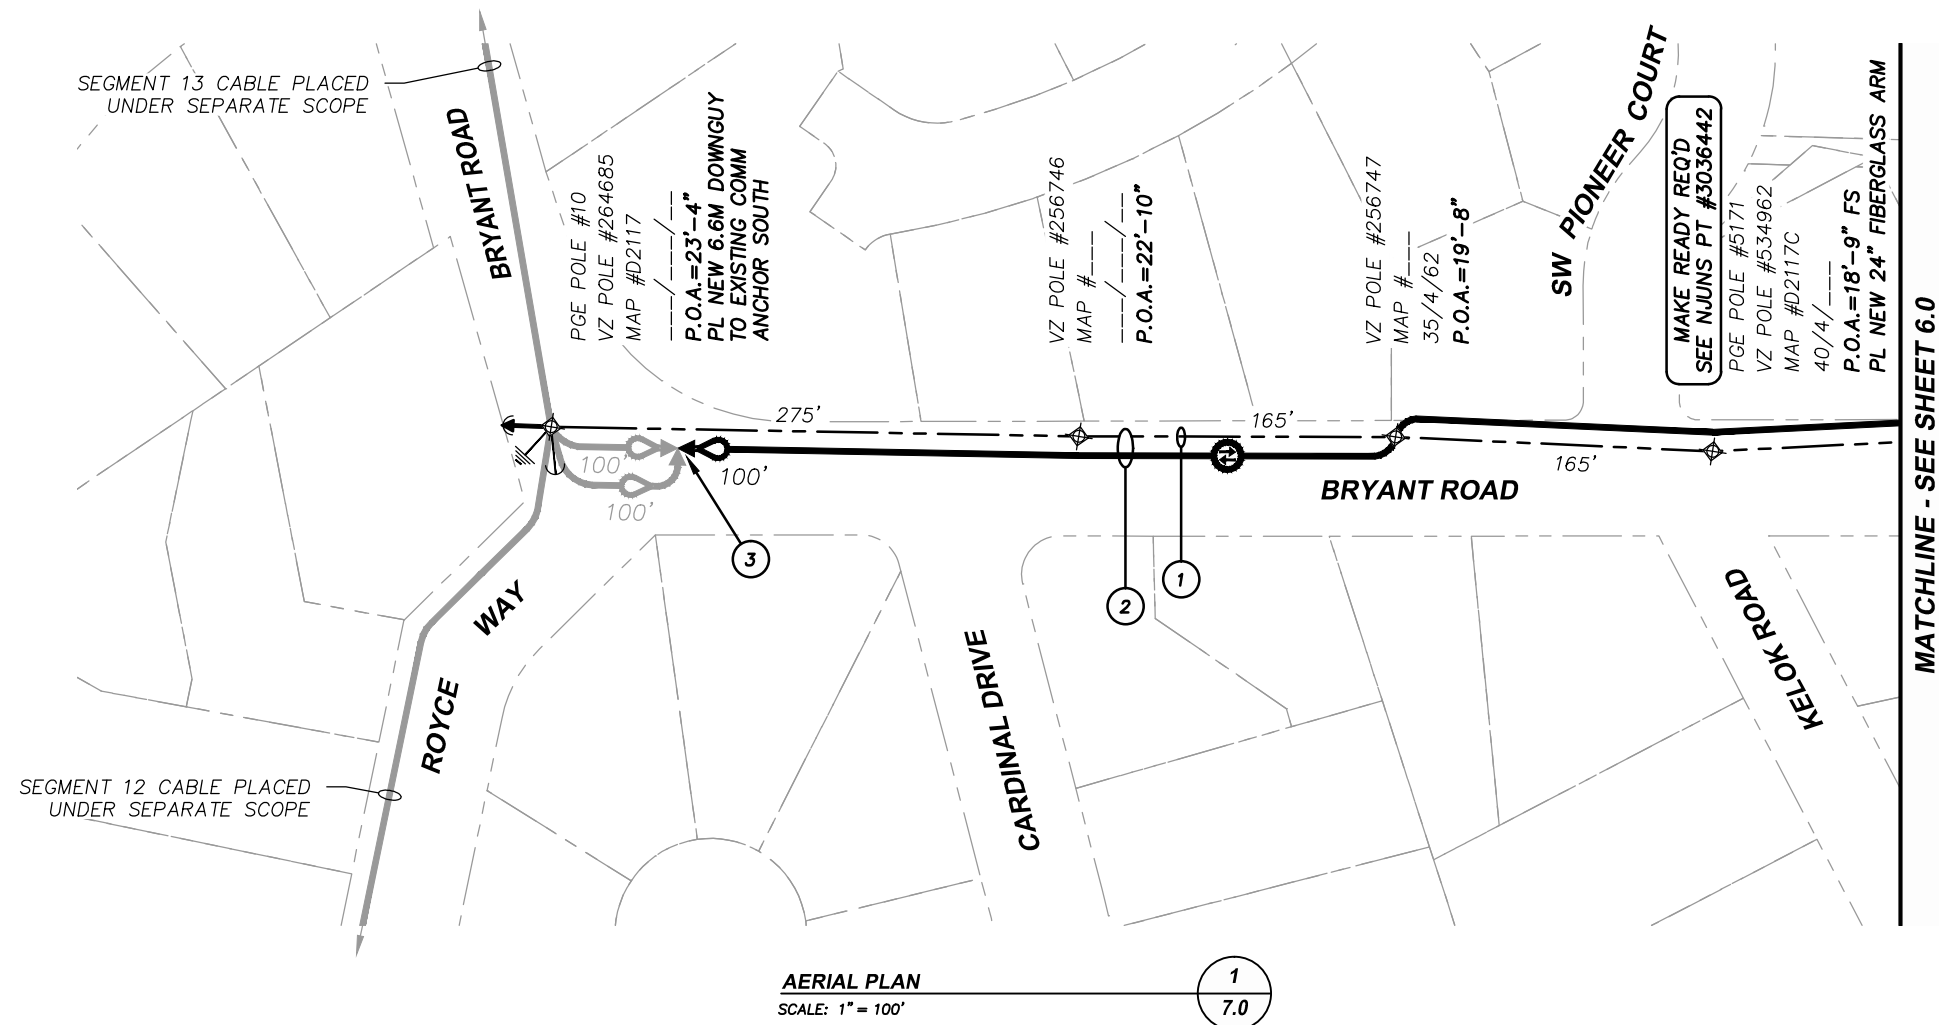 SEGMENT 13 CABLE PLACED
UNDER SEPARATE SCOPE
BRYANT ROAD
PGE POLE #10
VZ POLE #264685
MAP #D2117
___/___/__
P.O.A.=23'-4"
PL NEW 6.6M DOWNGUY
TO EXISTING COMM
ANCHOR SOUTH
VZ POLE #256746
MAP #___
___/___/__
P.O.A.=22'-10"
VZ POLE #256747
MAP #___
35/4/62
P.O.A.=19'-8"
SW PIONEER COURT
MAKE READY REQ'D
SEE NJUNS PT #3036442
PGE POLE #5171
VZ POLE #534962
MAP #D2117C
40/4/___
P.O.A.=18'-9" FS
PL NEW 24" FIBERGLASS ARM
MATCHLINE - SEE SHEET 6.0
275'
165'
165'
100'
100'
100'
BRYANT ROAD
3
2
1
ROYCE WAY
CARDINAL DRIVE
KELOK ROAD
SEGMENT 12 CABLE PLACED
UNDER SEPARATE SCOPE
AERIAL PLAN
SCALE: 1" = 100'
1
7.0